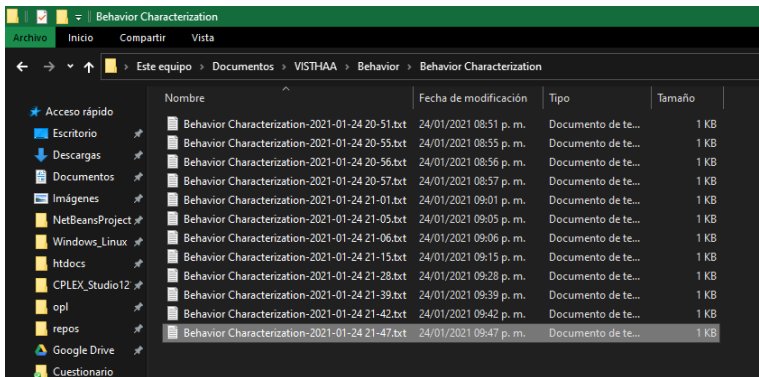 Behavior Characterization
Archivo Inicio Compartir Vista
Este equipo > Documentos > VISTHAA > Behavior > Behavior Characterization
Nombre Fecha de modificación Tipo Tamaño
Acceso rápido
Escritorio
Descargas
Documentos
Imágenes
NetBeansProject
Windows_Linux
htdocs
CPLEX_Studio12
opl
repos
Google Drive
Cuestionario
Behavior Characterization-2021-01-24 20-51.txt 24/01/2021 08:51 p. m. Documento de te... 1 KB
Behavior Characterization-2021-01-24 20-55.txt 24/01/2021 08:55 p. m. Documento de te... 1 KB
Behavior Characterization-2021-01-24 20-56.txt 24/01/2021 08:56 p. m. Documento de te... 1 KB
Behavior Characterization-2021-01-24 20-57.txt 24/01/2021 08:57 p. m. Documento de te... 1 KB
Behavior Characterization-2021-01-24 21-01.txt 24/01/2021 09:01 p. m. Documento de te... 1 KB
Behavior Characterization-2021-01-24 21-05.txt 24/01/2021 09:05 p. m. Documento de te... 1 KB
Behavior Characterization-2021-01-24 21-06.txt 24/01/2021 09:06 p. m. Documento de te... 1 KB
Behavior Characterization-2021-01-24 21-15.txt 24/01/2021 09:15 p. m. Documento de te... 1 KB
Behavior Characterization-2021-01-24 21-28.txt 24/01/2021 09:28 p. m. Documento de te... 1 KB
Behavior Characterization-2021-01-24 21-39.txt 24/01/2021 09:39 p. m. Documento de te... 1 KB
Behavior Characterization-2021-01-24 21-42.txt 24/01/2021 09:42 p. m. Documento de te... 1 KB
Behavior Characterization-2021-01-24 21-47.txt 24/01/2021 09:47 p. m. Documento de te... 1 KB